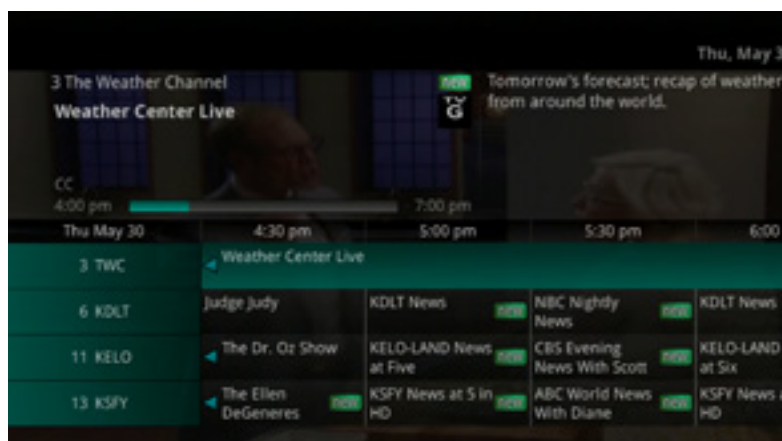 Thu, May 3
3 The Weather Channel new Tomorrow's forecast; recap of weather
Weather Center Live TV G from around the world.
CC
4:00 pm 7:00 pm
Thu May 30 4:30 pm 5:00 pm 5:30 pm 6:00
3 TWC Weather Center Live
6 KDLT Judge Judy KDLT News new NBC Nightly News new KDLT News
11 KELO The Dr. Oz Show KELO-LAND News at Five new CBS Evening News With Scott new KELO-LAND at Six
13 KSFY The Ellen DeGeneres new KSFY News at 5 in HD new ABC World News With Diane new KSFY News a HD